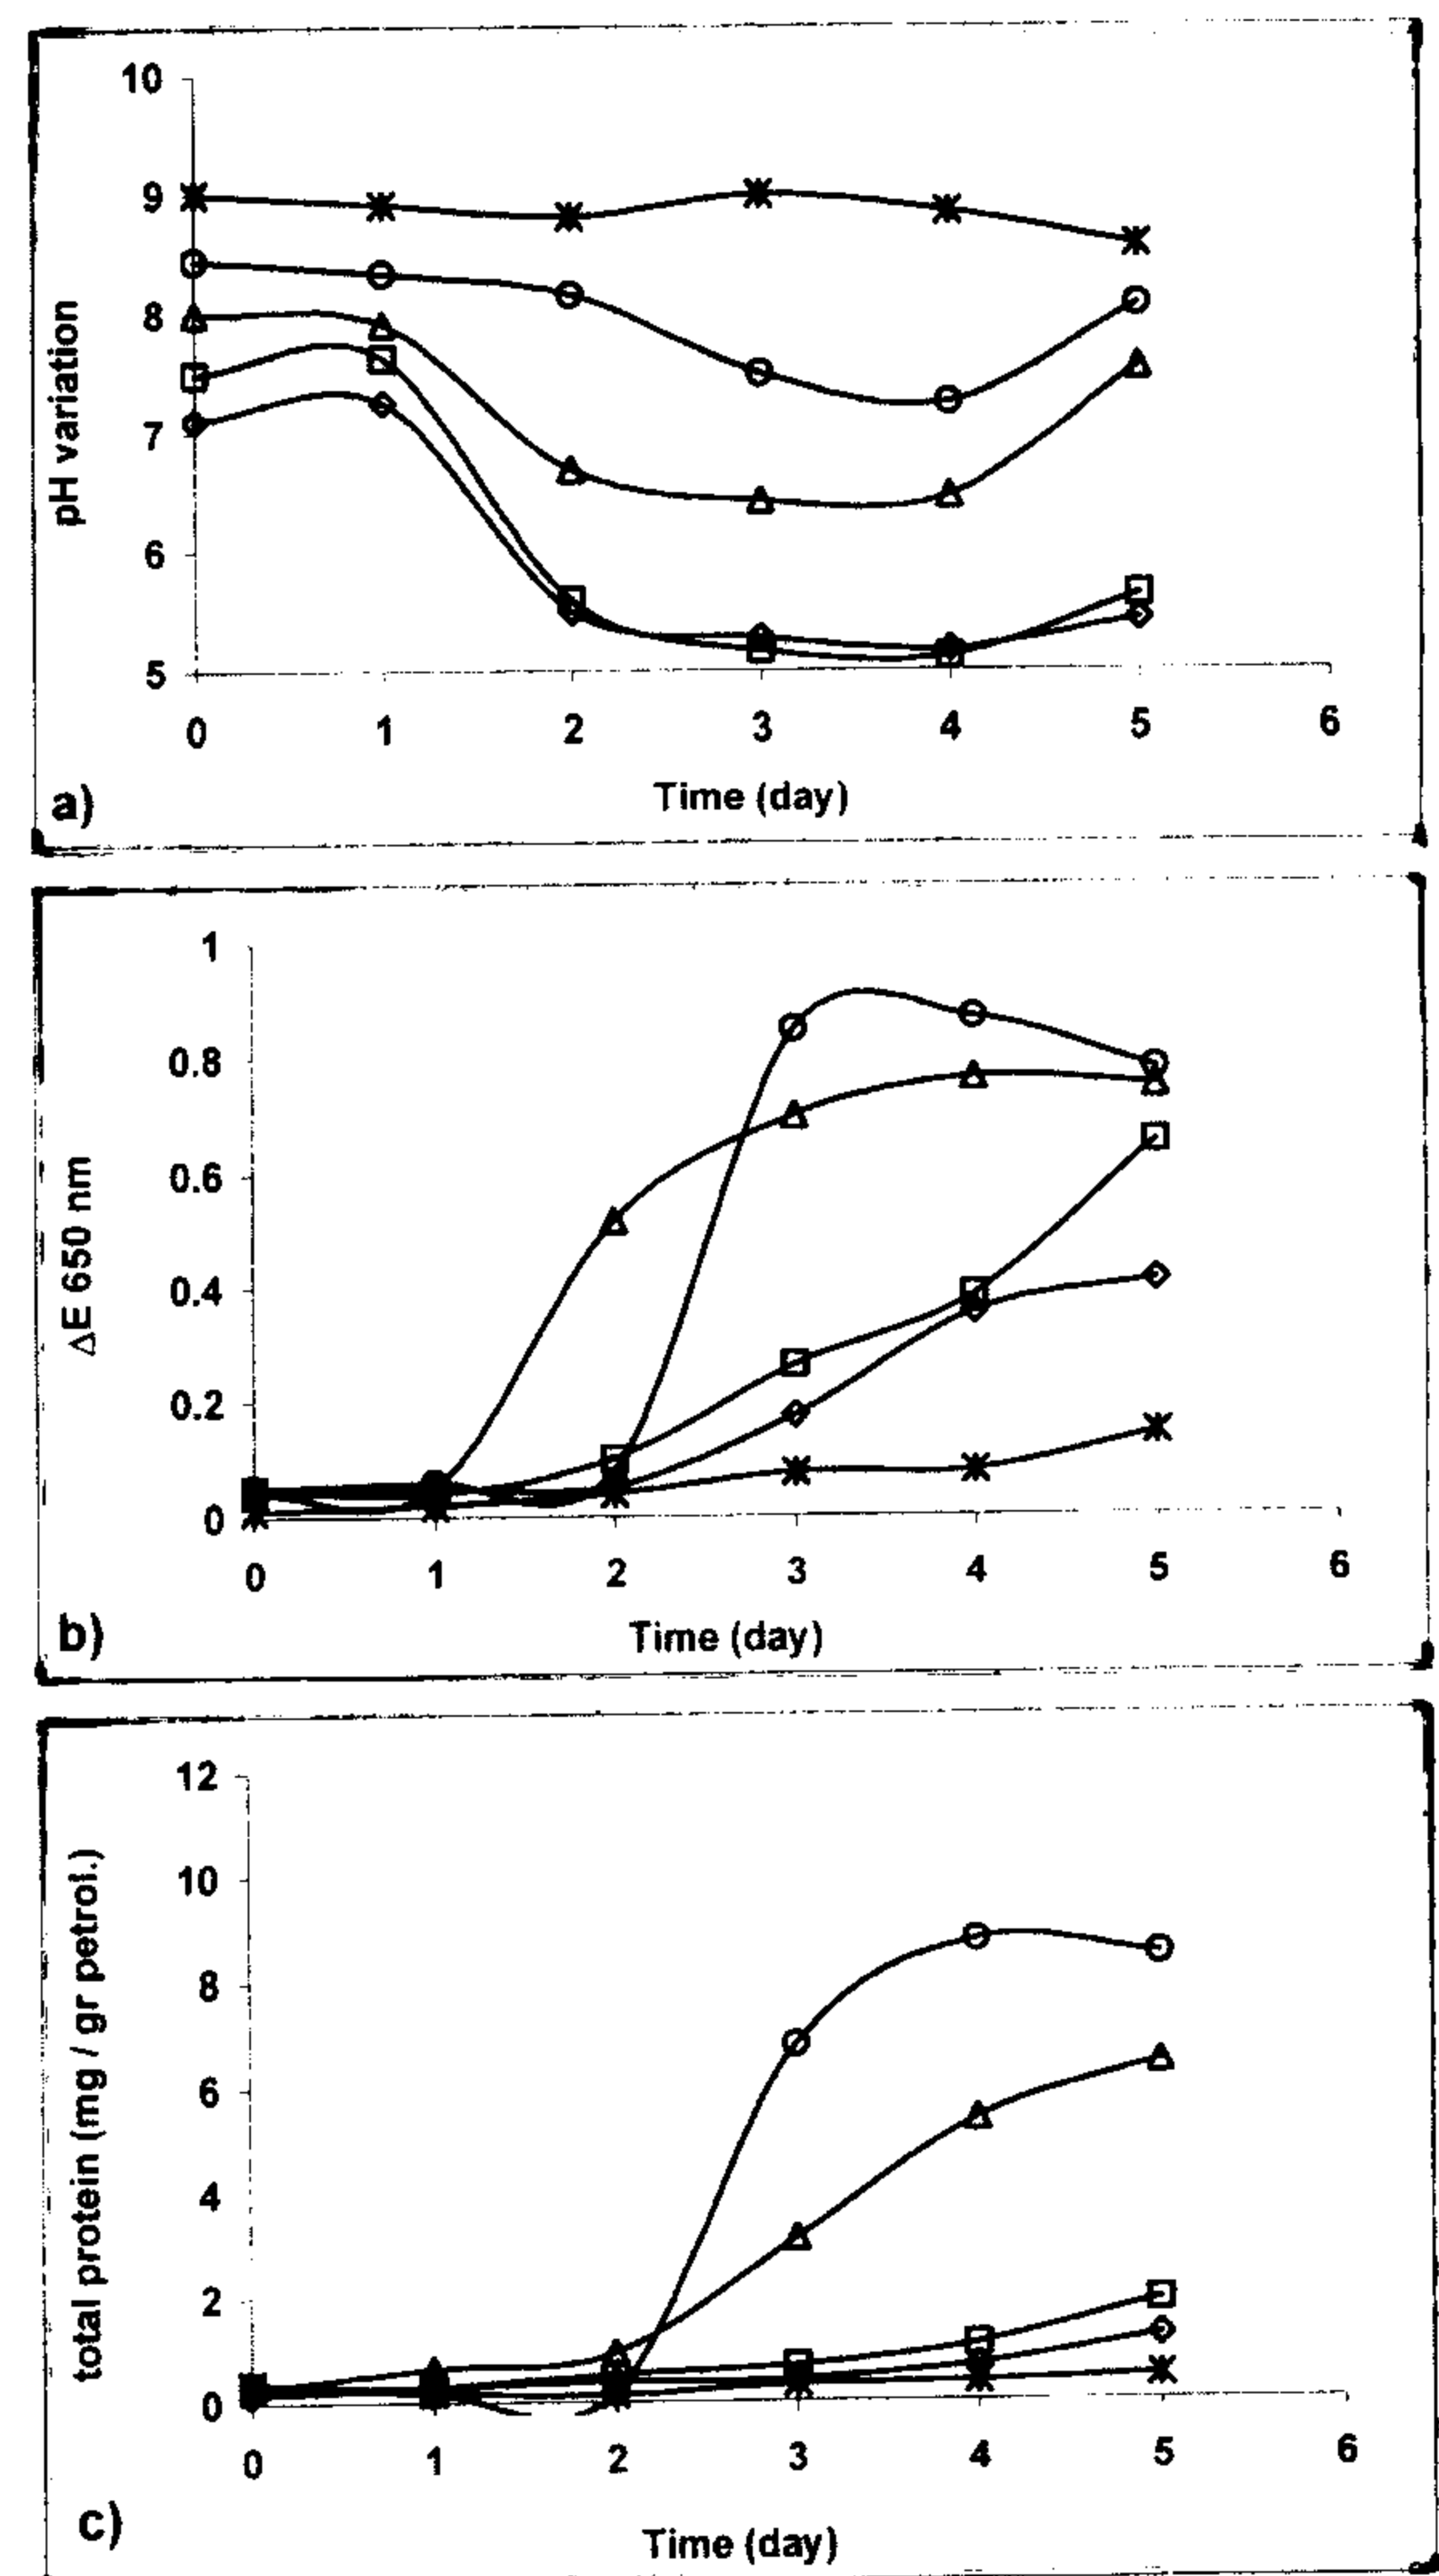 10
9
8
7
6
5
pH variation
0 1 2 3 4 5 6
Time (day)
a)
1
0.8
0.6
0.4
0.2
0
ΔE 650 nm
0 1 2 3 4 5 6
Time (day)
b)
12
10
8
6
4
2
0
total protein (mg / gr petrol.)
0 1 2 3 4 5 6
Time (day)
c)